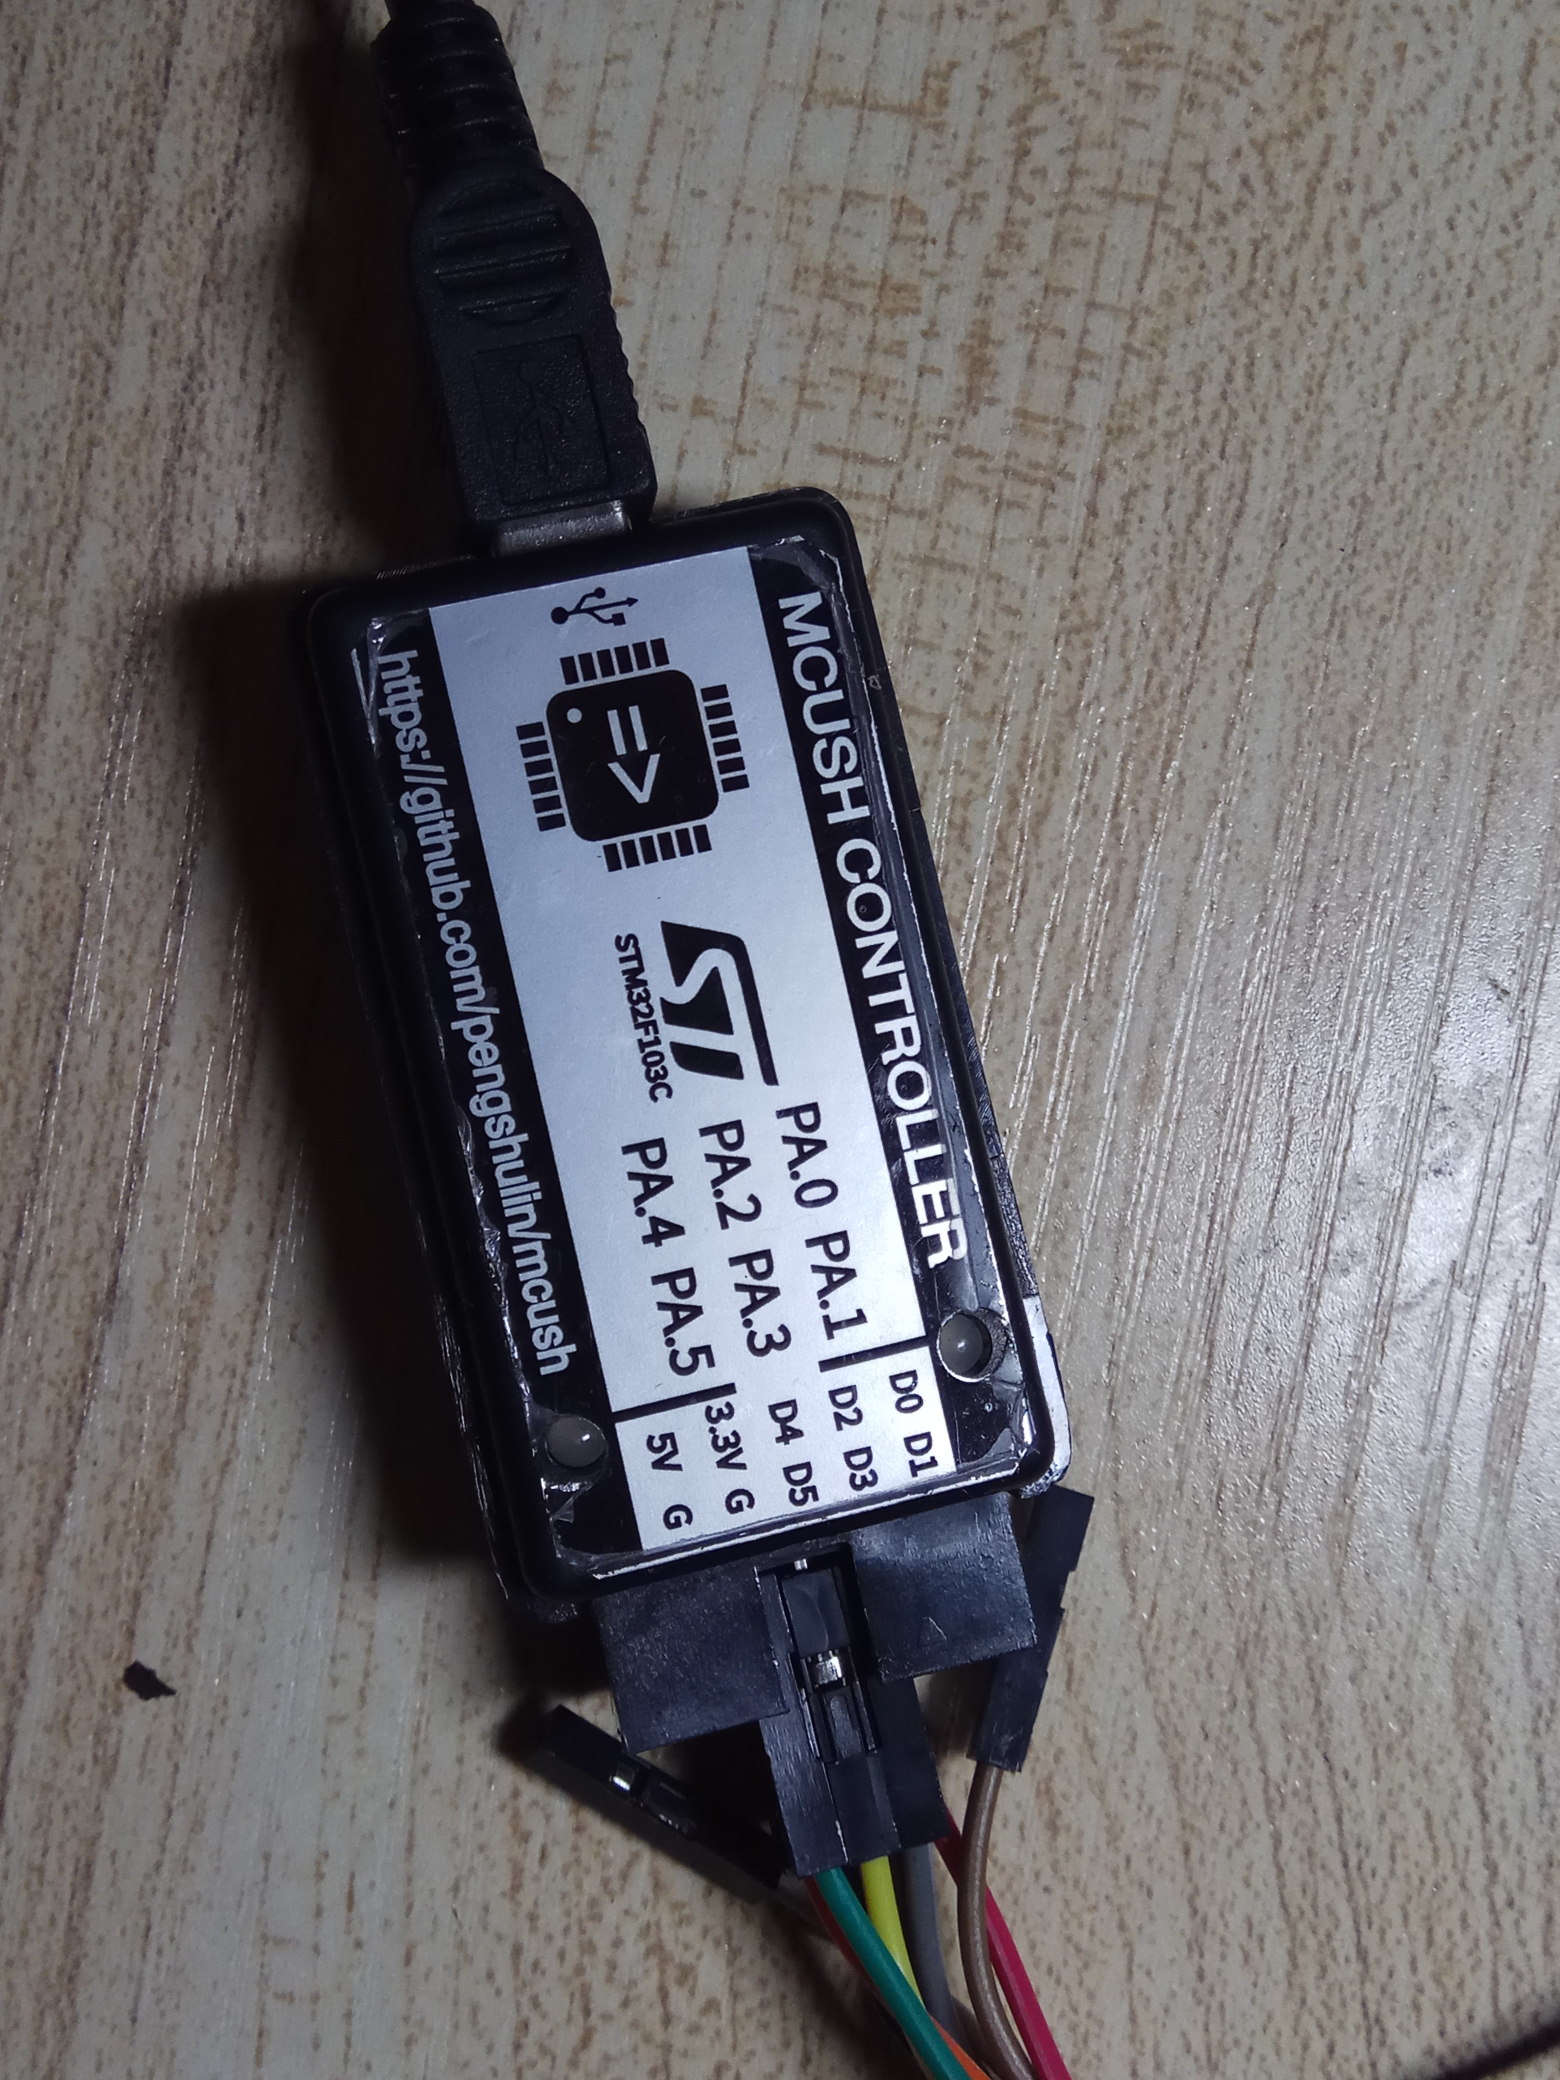 MCUSH CONTROLLER
=>
ST
STM32F103C
PA.0 PA.1
PA.2 PA.3
PA.4 PA.5
D0 D1
D2 D3
D4 D5
3.3V G
5V G
https://github.com/pengshulin/mcush